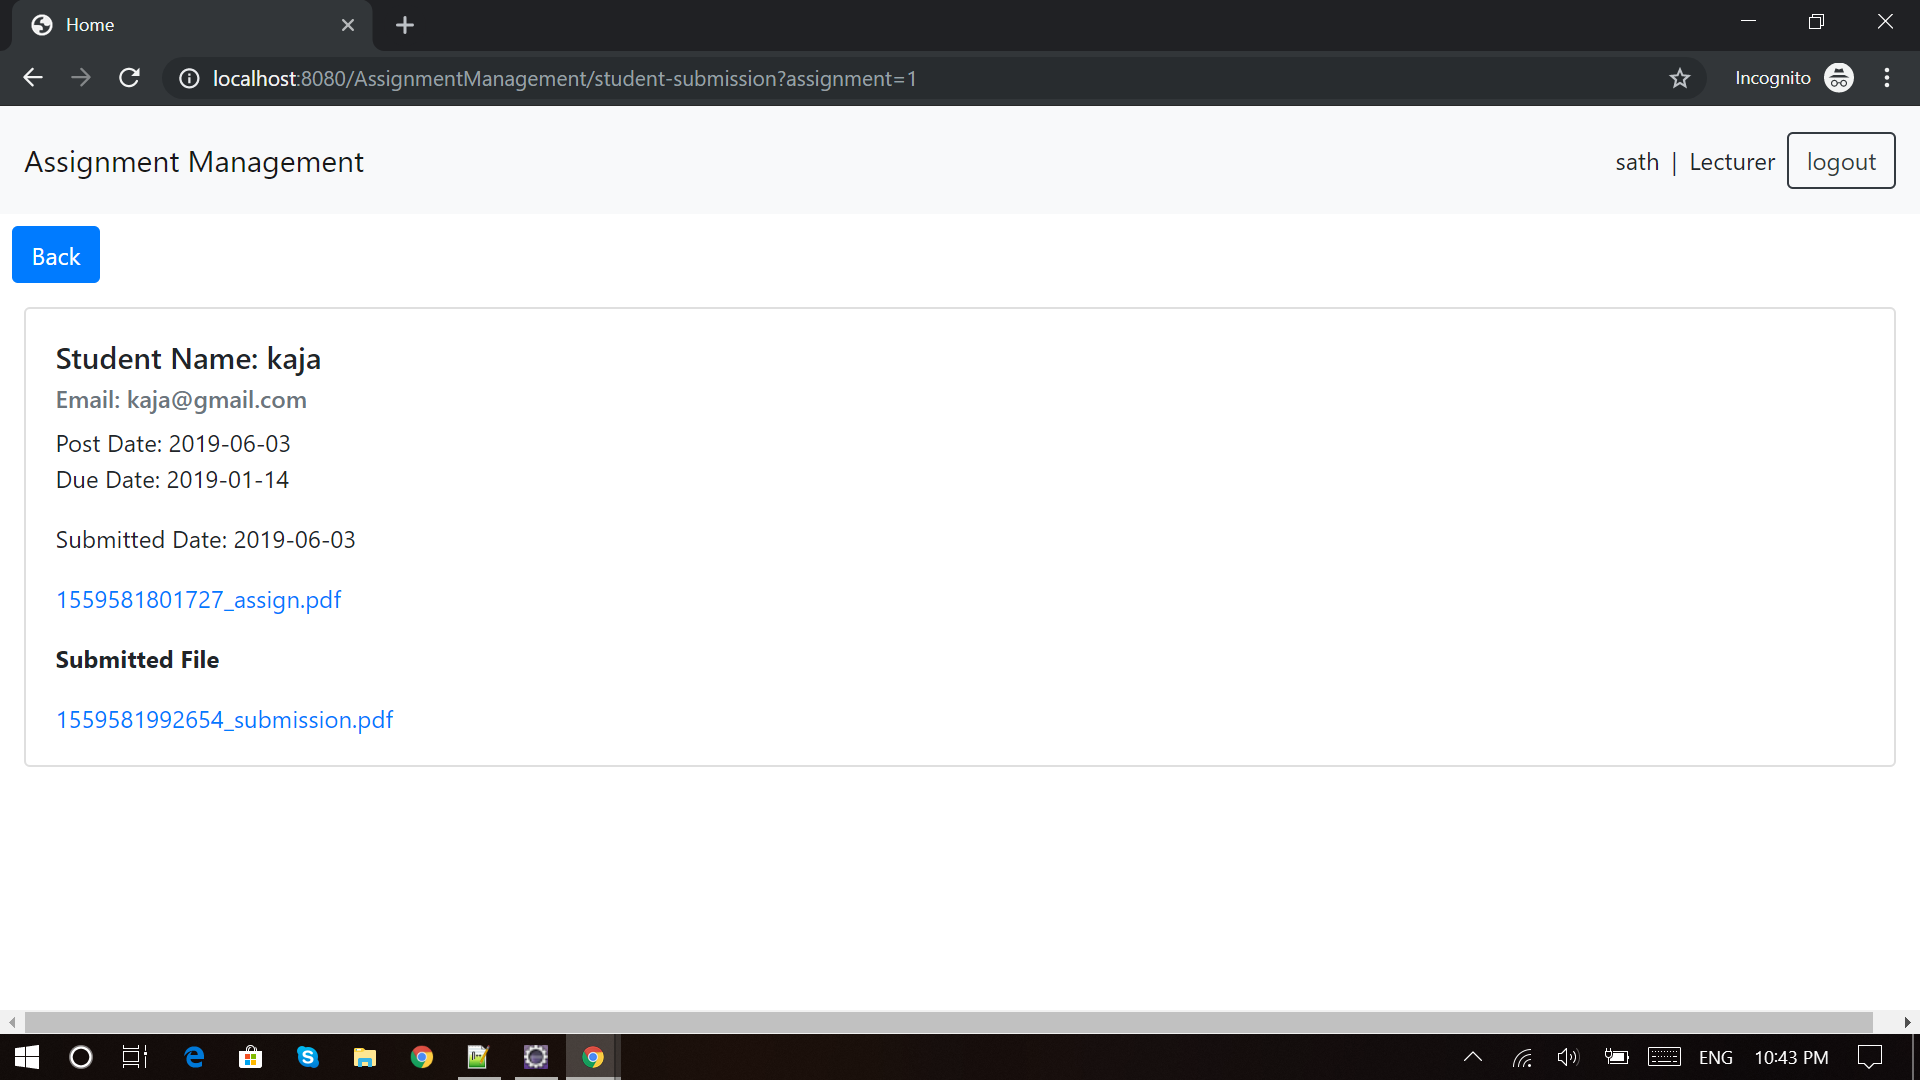 Home
localhost:8080/AssignmentManagement/student-submission?assignment=1
Incognito
Assignment Management
sath | Lecturer logout
Back
Student Name: kaja
Email: kaja@gmail.com
Post Date: 2019-06-03
Due Date: 2019-01-14
Submitted Date: 2019-06-03
1559581801727_assign.pdf
Submitted File
1559581992654_submission.pdf
ENG 10:43 PM